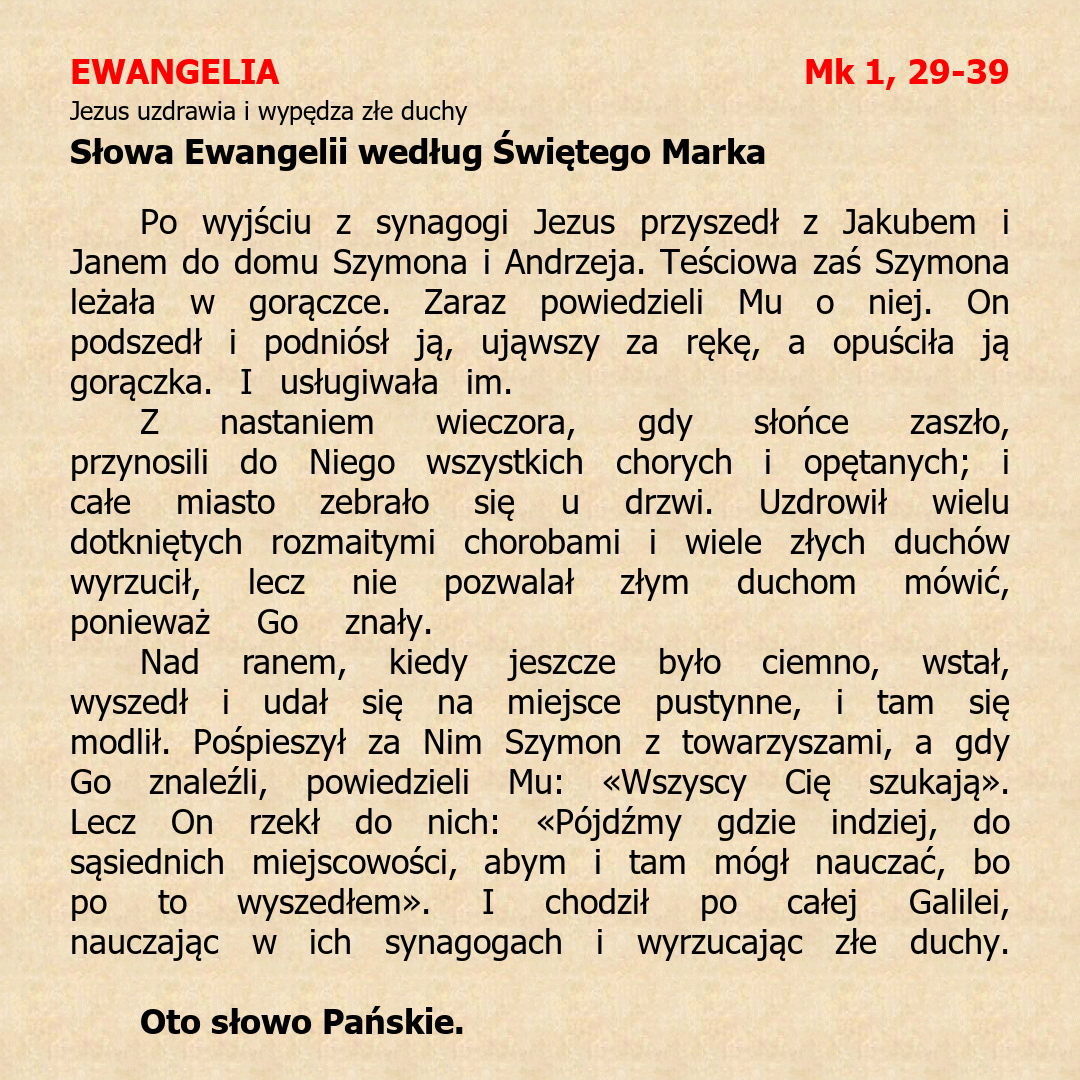 EWANGELIA Mk 1, 29-39
Jezus uzdrawia i wypędza złe duchy
Słowa Ewangelii według Świętego Marka
Po wyjściu z synagogi Jezus przyszedł z Jakubem i
Janem do domu Szymona i Andrzeja. Teściowa zaś Szymona
leżała w gorączce. Zaraz powiedzieli Mu o niej. On
podszedł i podniósł ją, ująwszy za rękę, a opuściła ją
gorączka. I usługiwała im.
Z nastaniem wieczora, gdy słońce zaszło,
przynosili do Niego wszystkich chorych i opętanych; i
całe miasto zebrało się u drzwi. Uzdrowił wielu
dotkniętych rozmaitymi chorobami i wiele złych duchów
wyrzucił, lecz nie pozwalał złym duchom mówić,
ponieważ Go znały.
Nad ranem, kiedy jeszcze było ciemno, wstał,
wyszedł i udał się na miejsce pustynne, i tam się
modlił. Pośpieszył za Nim Szymon z towarzyszami, a gdy
Go znaleźli, powiedzieli Mu: «Wszyscy Cię szukają».
Lecz On rzekł do nich: «Pójdźmy gdzie indziej, do
sąsiednich miejscowości, abym i tam mógł nauczać, bo
po to wyszedłem». I chodził po całej Galilei,
nauczając w ich synagogach i wyrzucając złe duchy.
Oto słowo Pańskie.